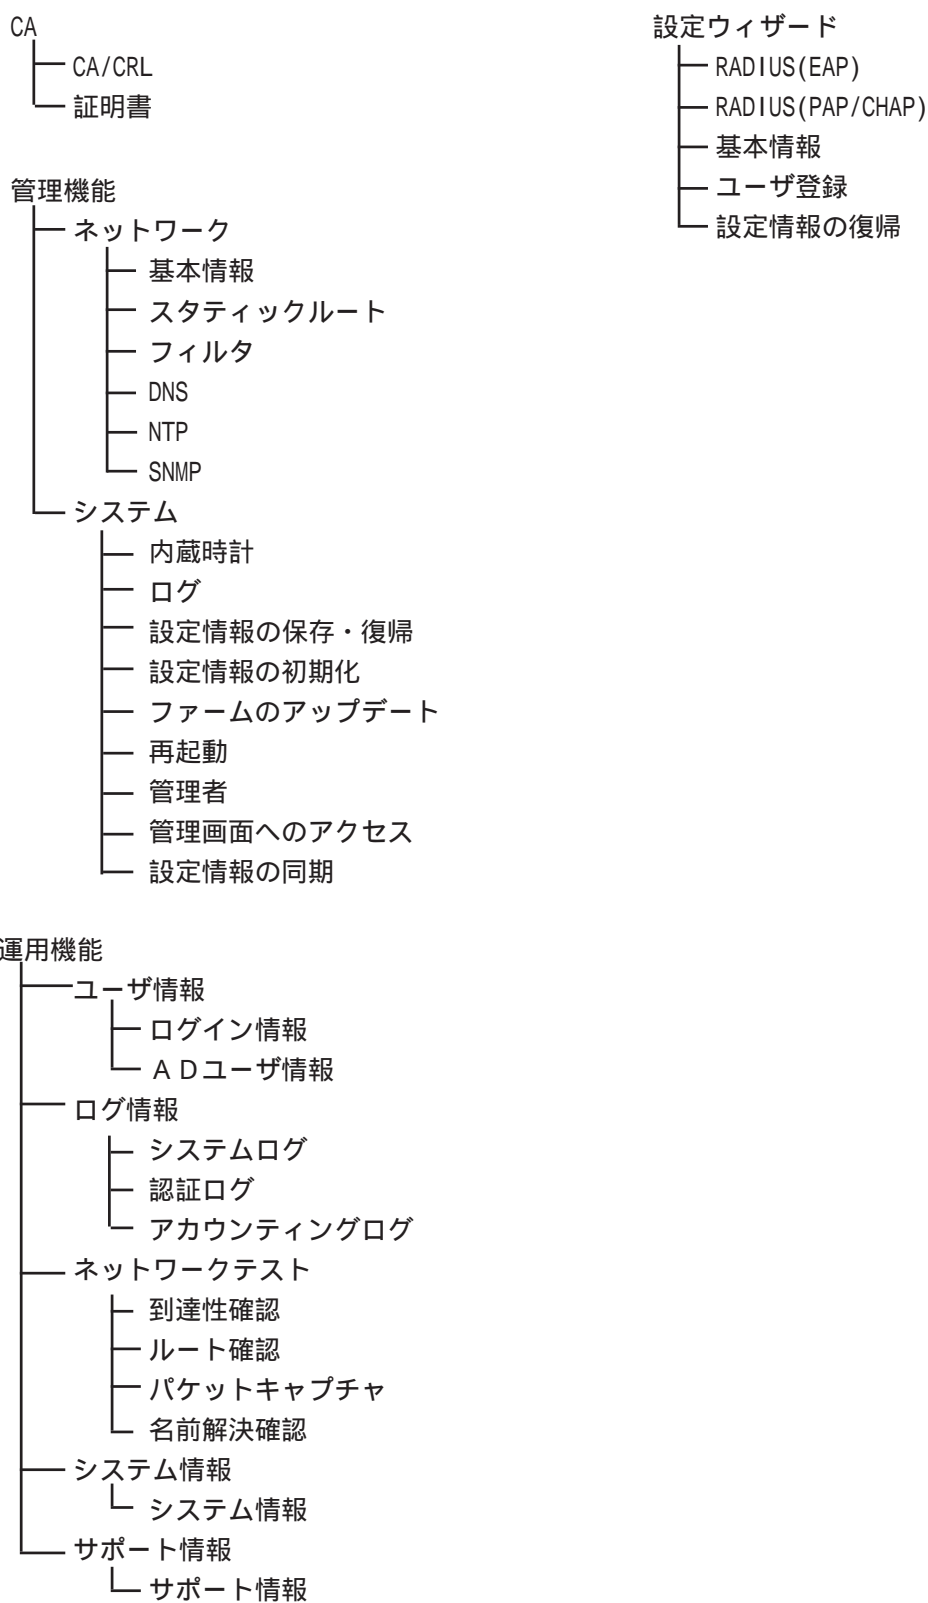 CA
CA/CRL
証明書
管理機能
ネットワーク
基本情報
スタティックルート
フィルタ
DNS
NTP
SNMP
システム
内蔵時計
ログ
設定情報の保存・復帰
設定情報の初期化
ファームのアップデート
再起動
管理者
管理画面へのアクセス
設定情報の同期
運用機能
ユーザ情報
ログイン情報
ＡＤユーザ情報
ログ情報
システムログ
認証ログ
アカウンティングログ
ネットワークテスト
到達性確認
ルート確認
パケットキャプチャ
名前解決確認
システム情報
システム情報
サポート情報
サポート情報
設定ウィザード
RADIUS(EAP)
RADIUS(PAP/CHAP)
基本情報
ユーザ登録
設定情報の復帰